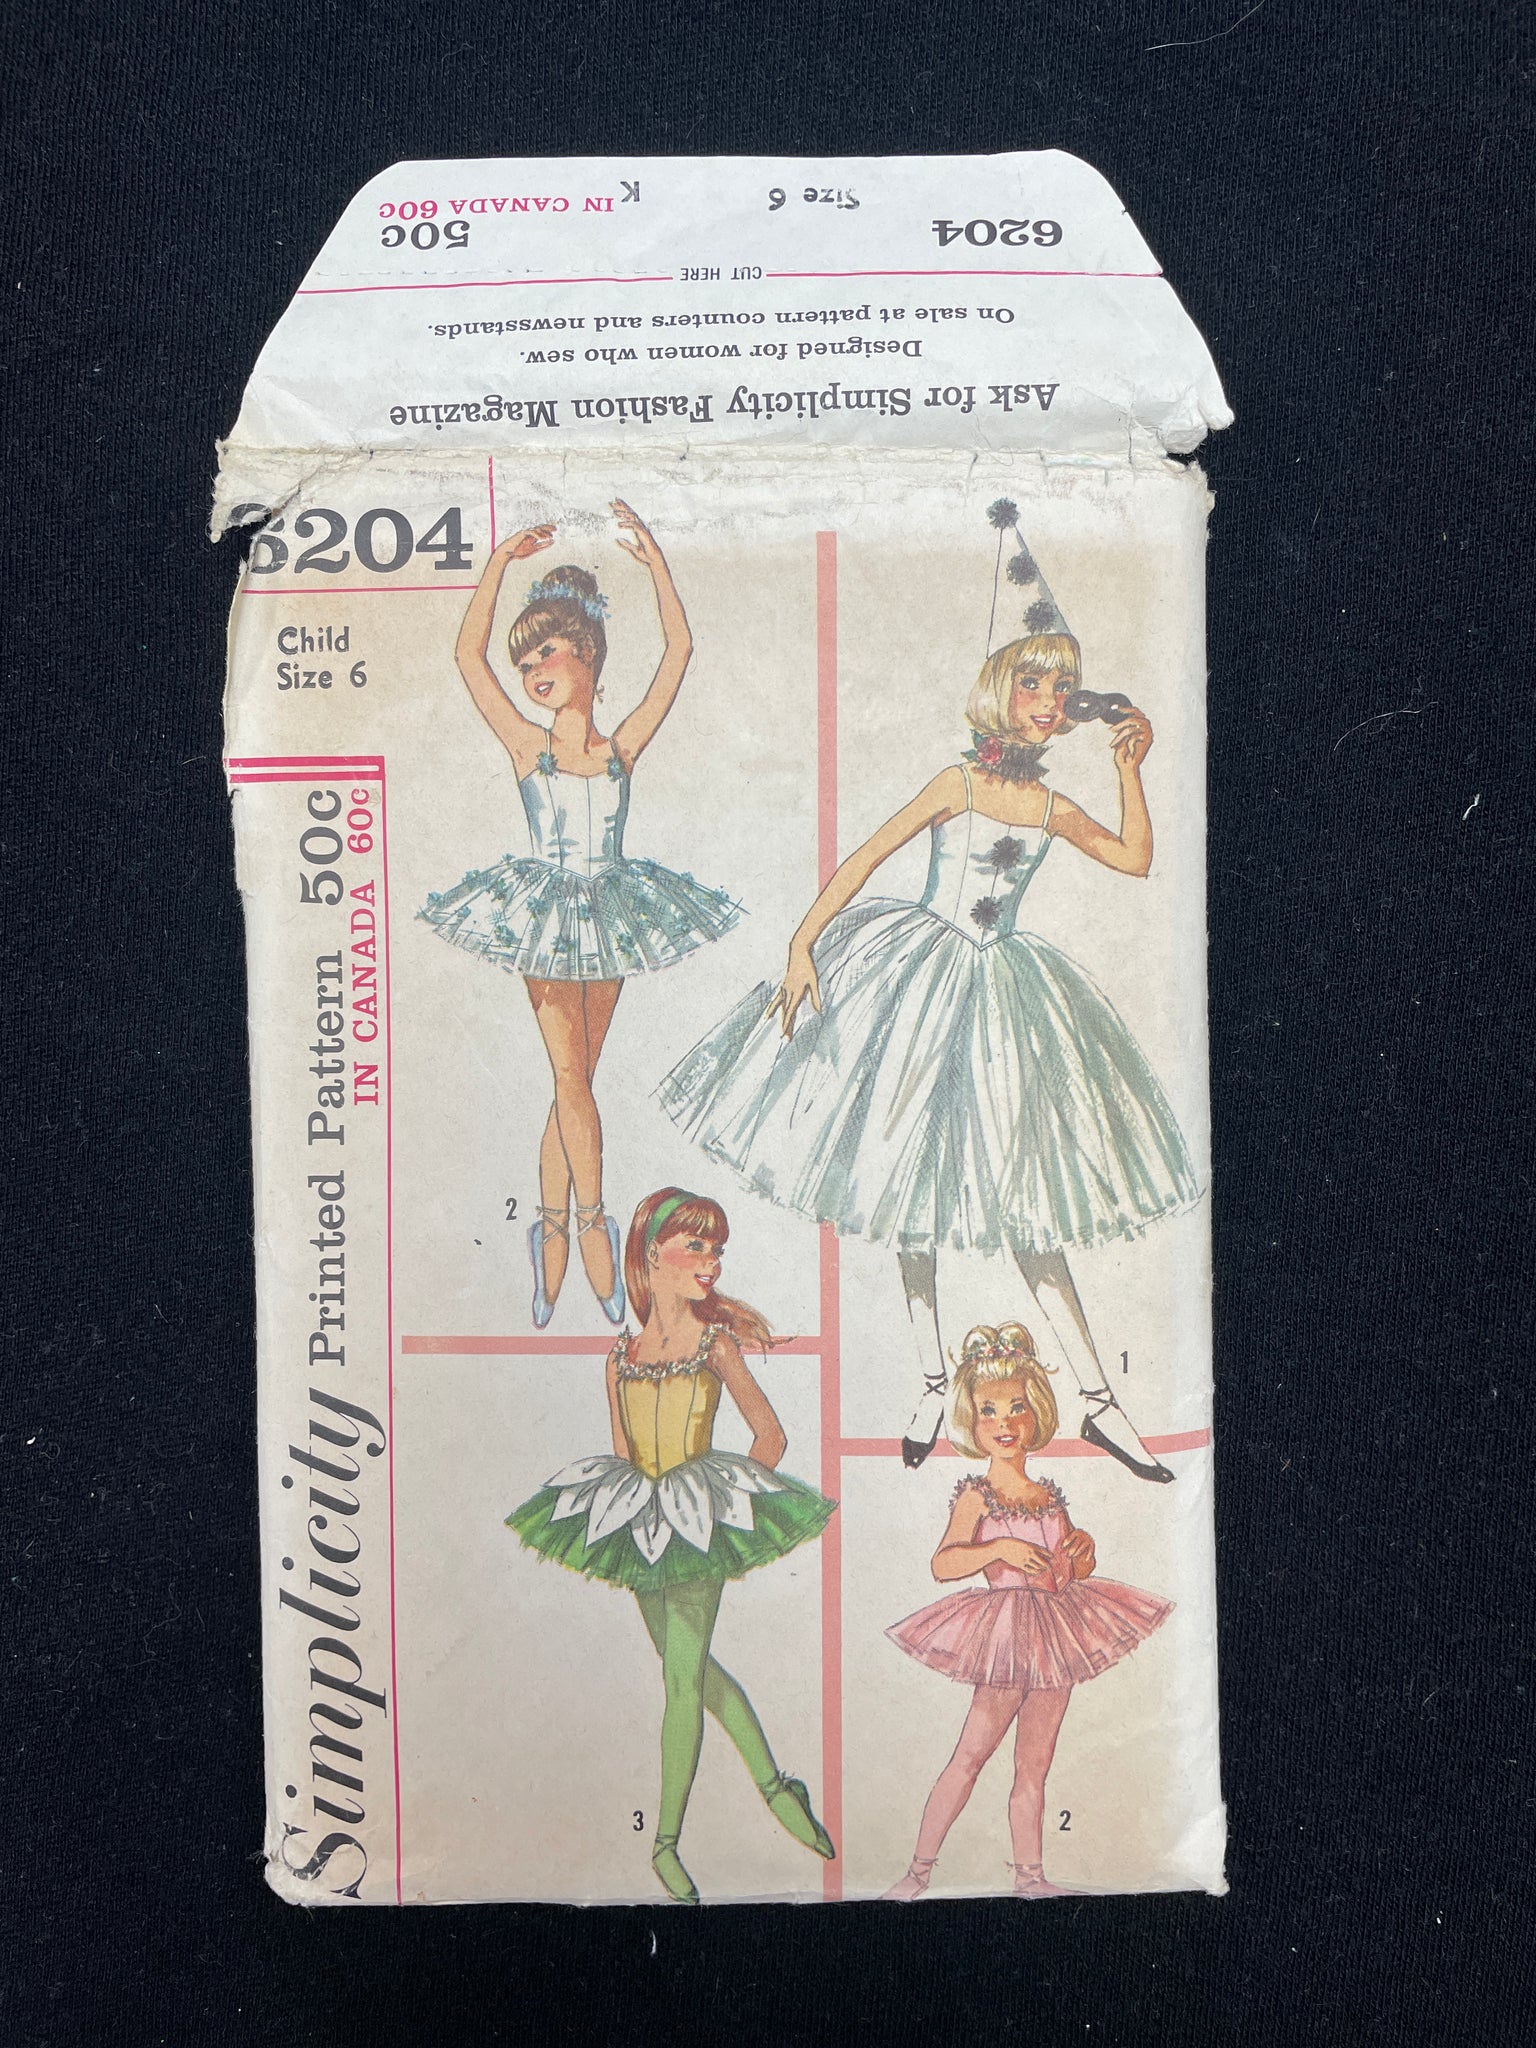 6204
Size 6
K
50c
IN CANADA 60c
CUT HERE
Ask for Simplicity Fashion Magazine
Designed for women who sew.
On sale at pattern counters and newsstands.
6204
Child
Size 6
Simplicity Printed Pattern 50c
IN CANADA 60c
2
1
3
2